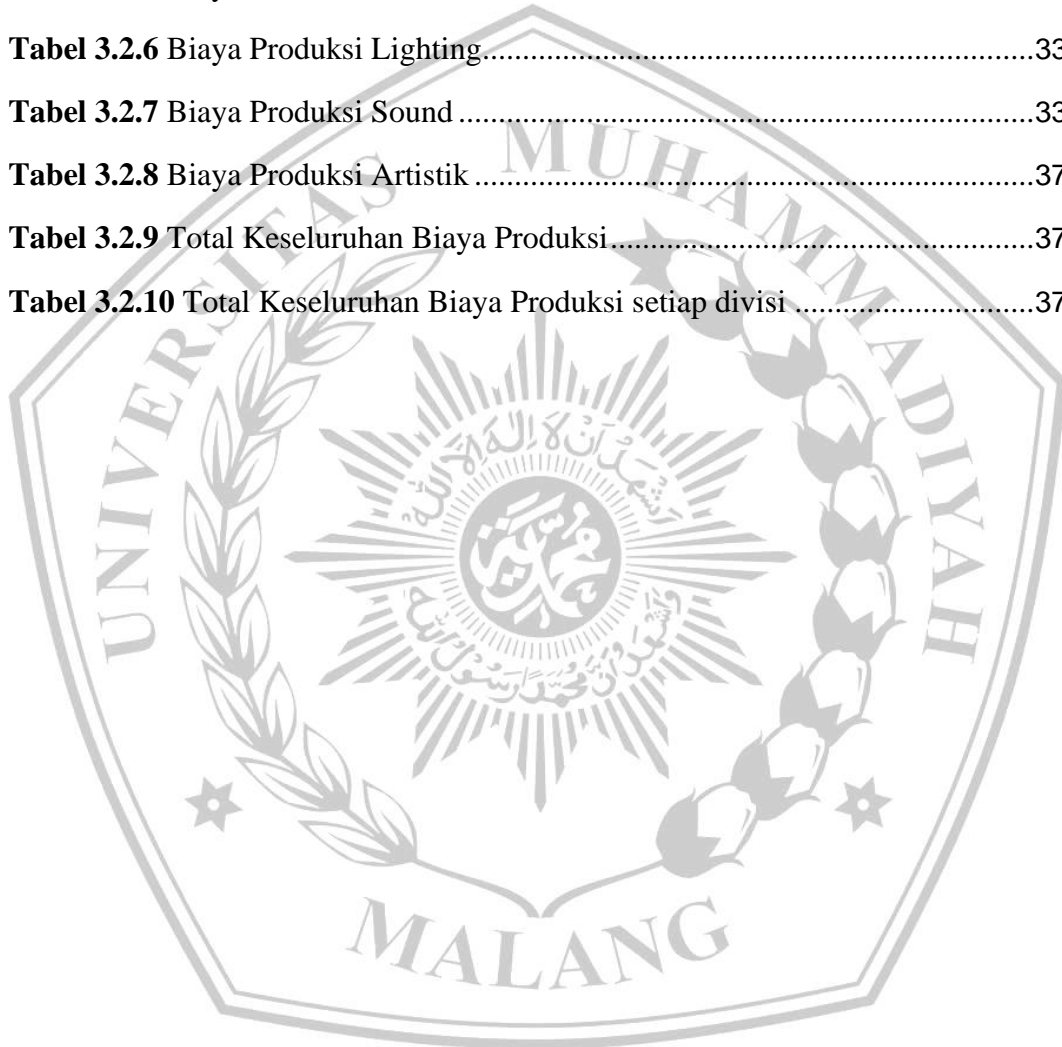 Tabel 3.2.6 Biaya Produksi Lighting....................................................................33
Tabel 3.2.7 Biaya Produksi Sound.......................................................................33
Tabel 3.2.8 Biaya Produksi Artistik.....................................................................37
Tabel 3.2.9 Total Keseluruhan Biaya Produksi....................................................37
Tabel 3.2.10 Total Keseluruhan Biaya Produksi setiap divisi..............................37
UNIVERSITAS MUHAMMADIYAH
MALANG